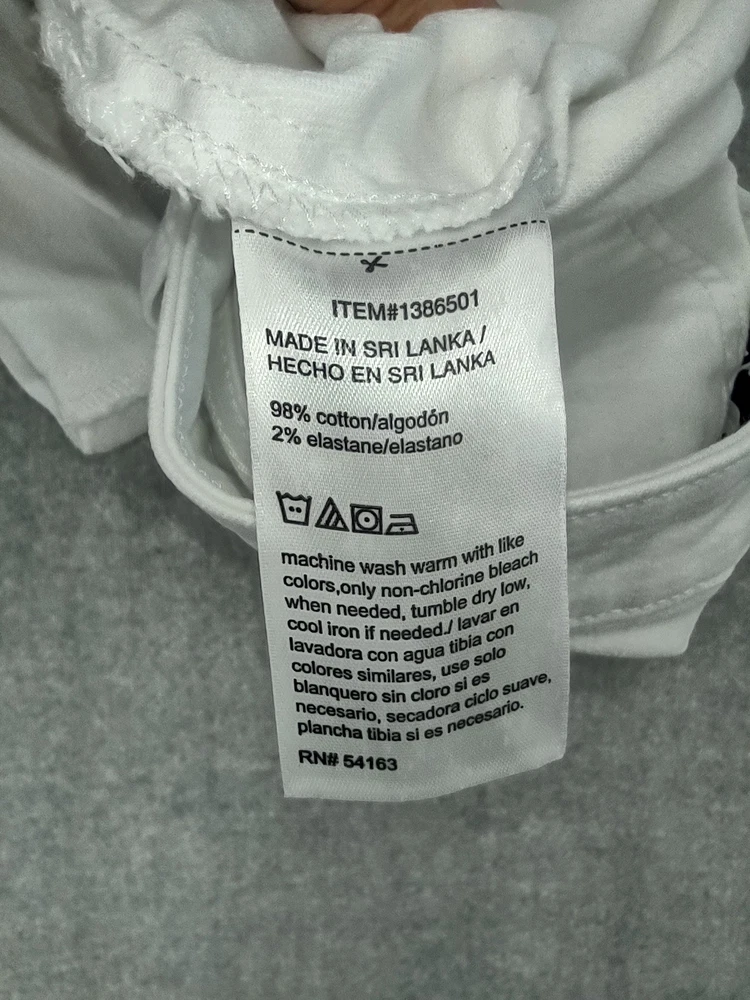 ITEM#1386501
MADE IN SRI LANKA /
HECHO EN SRI LANKA
98% cotton/algodón
2% elastane/elastano
machine wash warm with like
colors,only non-chlorine bleach
when needed, tumble dry low,
cool iron if needed./ lavar en
lavadora con agua tibia con
colores similares, use solo
blanquero sin cloro si es
necesario, secadora ciclo suave,
plancha tibia si es necesario.
RN# 54163